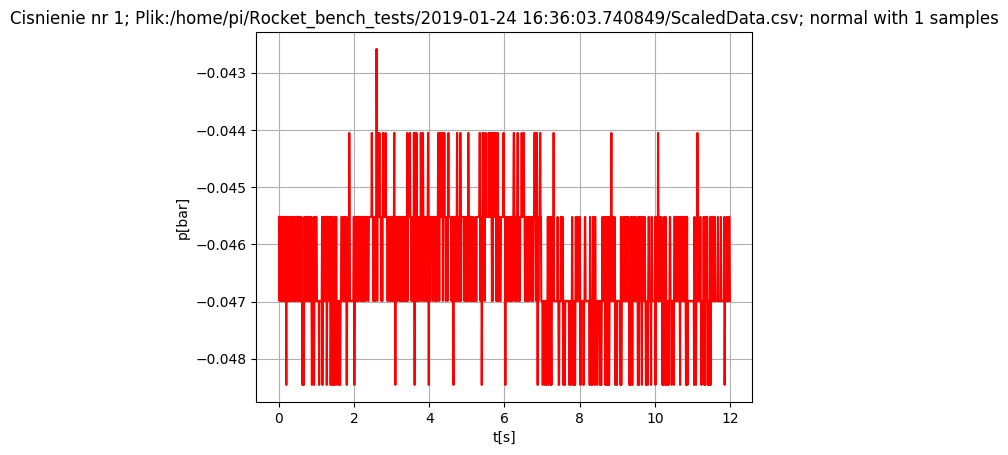 Cisnienie nr 1; Plik:/home/pi/Rocket_bench_tests/2019-01-24 16:36:03.740849/ScaledData.csv; normal with 1 samples
−0.043
−0.044
−0.045
−0.046
−0.047
−0.048
p[bar]
0 2 4 6 8 10 12
t[s]